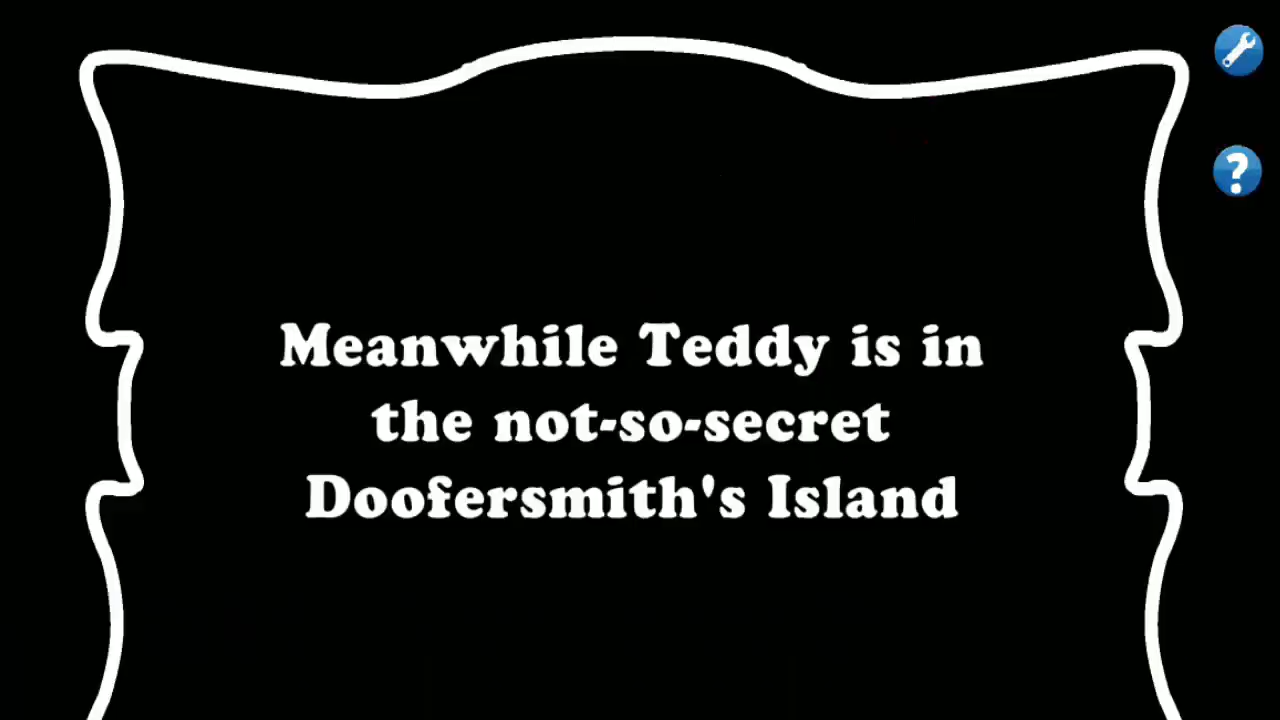 Meanwhile Teddy is in
the not-so-secret
Doofersmith's Island
?